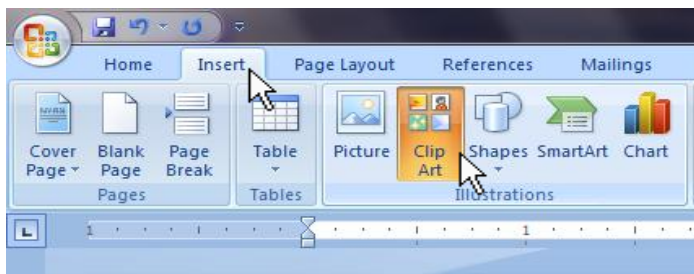 Home Insert Page Layout References Mailings
Cover Page Blank Page Page Break Table Picture Clip Art Shapes SmartArt Chart
Pages Tables Illustrations
1 1